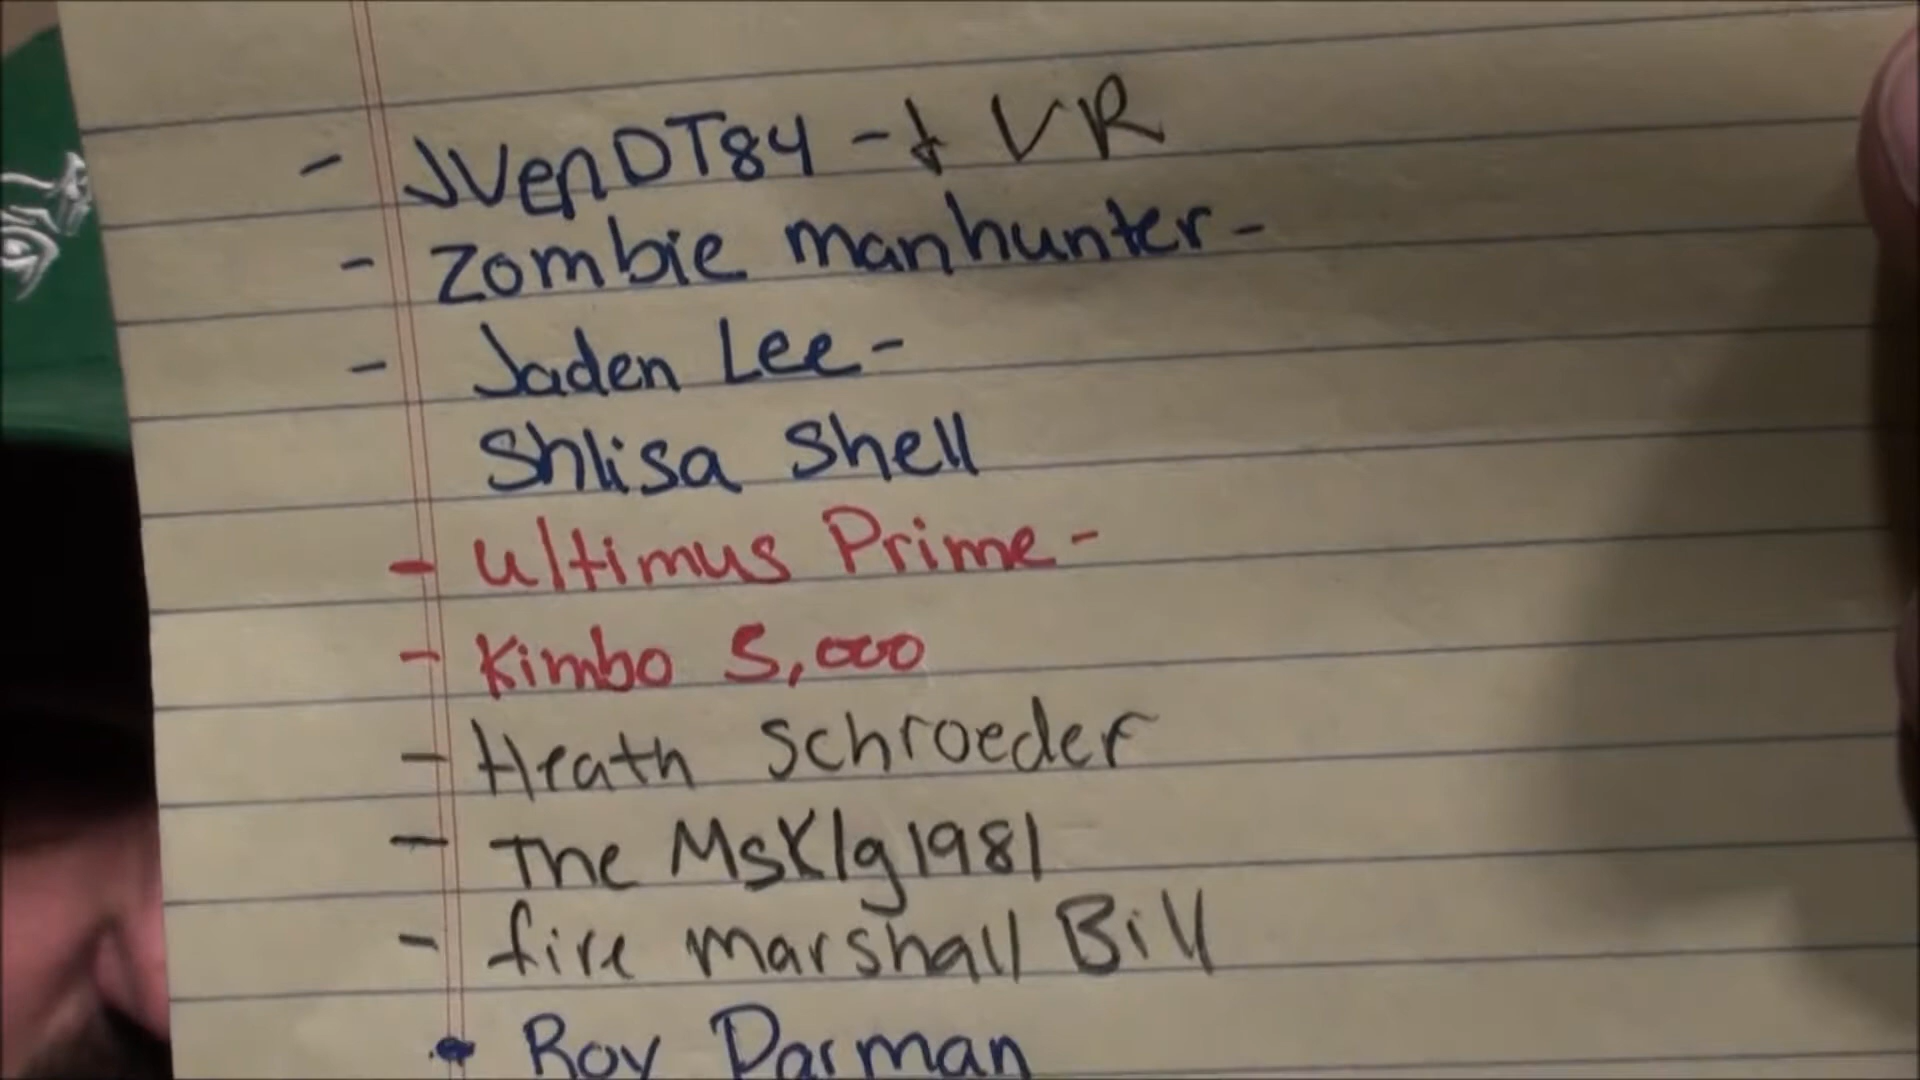 - JVenDT84 - + VR
- Zombie manhunter -
- Jaden Lee -
Shlisa Shell
- Ultimus Prime -
- Kimbo 5,000
- Heath Schroeder
- The MsKlg1981
- fire marshall Bill
• Roy Darman